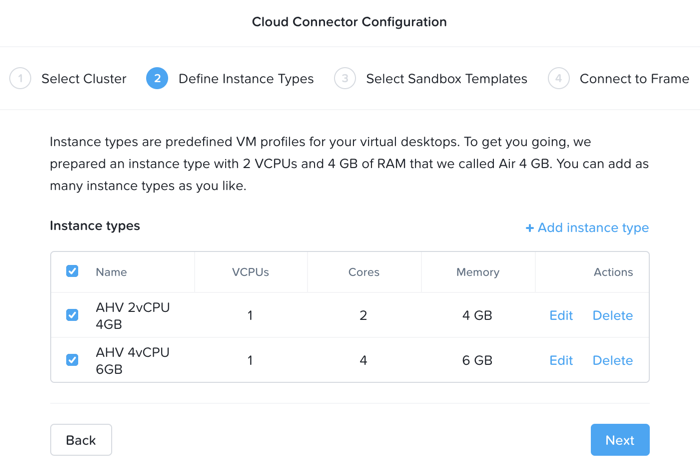 Cloud Connector Configuration
1 Select Cluster 2 Define Instance Types 3 Select Sandbox Templates 4 Connect to Frame
Instance types are predefined VM profiles for your virtual desktops. To get you going, we
prepared an instance type with 2 VCPUs and 4 GB of RAM that we called Air 4 GB. You can add as
many instance types as you like.
Instance types + Add instance type
Name VCPUs Cores Memory Actions
AHV 2vCPU
4GB 1 2 4 GB Edit Delete
AHV 4vCPU
6GB 1 4 6 GB Edit Delete
Back Next